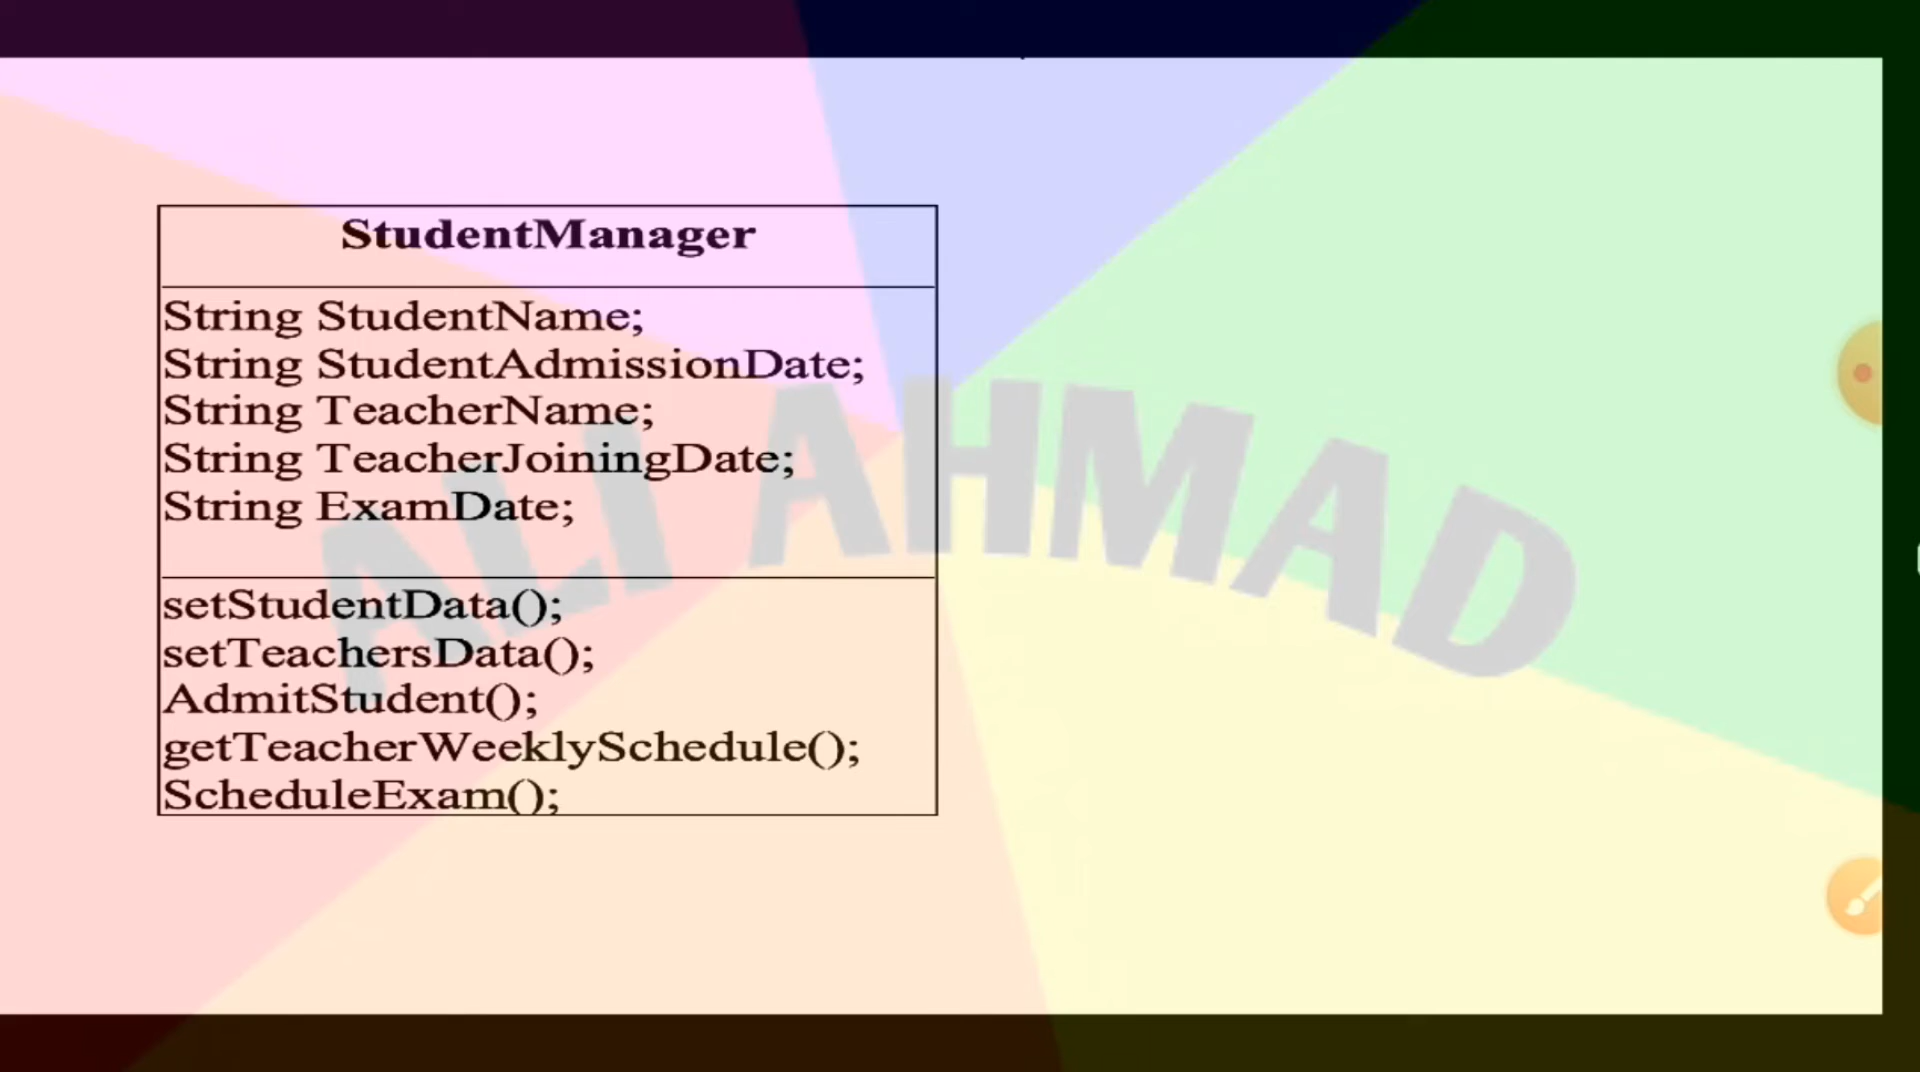 StudentManager
String StudentName;
String StudentAdmissionDate;
String TeacherName;
String TeacherJoiningDate;
String ExamDate;
setStudentData();
setTeachersData();
AdmitStudent();
getTeacherWeeklySchedule();
ScheduleExam();
ALI AHMAD